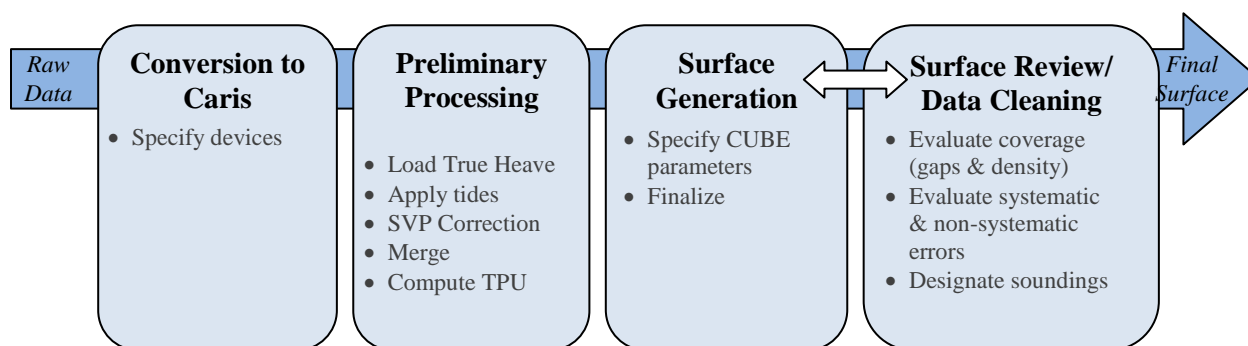 Raw
Data
Conversion to
Caris
• Specify devices
Preliminary
Processing
• Load True Heave
• Apply tides
• SVP Correction
• Merge
• Compute TPU
Surface
Generation
• Specify CUBE
parameters
• Finalize
Surface Review/
Data Cleaning
• Evaluate coverage
(gaps & density)
• Evaluate systematic
& non-systematic
errors
• Designate soundings
Final
Surface